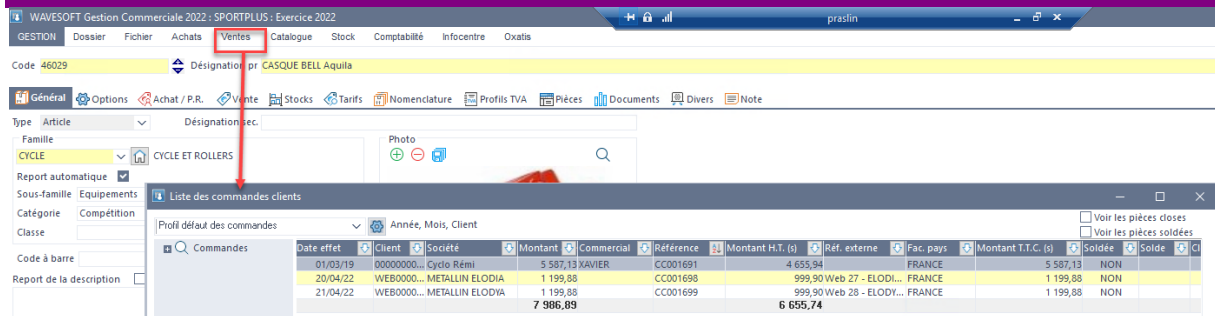 WAVESOFT Gestion Commerciale 2022 : SPORTPLUS : Exercice 2022 praslin
GESTION Dossier Fichier Achats Ventes Catalogue Stock Comptabilité Infocentre Oxatis
Code 46029 Désignation pr CASQUE BELL Aquila
Général Options Achat / P.R. Vente Stocks Tarifs Nomenclature Profils TVA Pièces Documents Divers Note
Type Article Désignation sec.
Famille Photo
CYCLE CYCLE ET ROLLERS
Report automatique
Sous-famille Equipements
Catégorie Compétition
Classe
Code à barre
Report de la description
Liste des commandes clients
Profil défaut des commandes Année, Mois, Client Voir les pièces closes
Voir les pièces soldées
Commandes Date effet Client Société Montant Commercial Référence Montant H.T. (s) Réf. externe Fac. pays Montant T.T.C. (s) Soldée Solde Cl
01/03/19 00000000... Cyclo Rémi 5 587,13 XAVIER CC001691 4 655,94 FRANCE 5 587,13 NON
20/04/22 WEB0000... METALLIN ELODIA 1 199,88 CC001698 999,90 Web 27 - ELODI... FRANCE 1 199,88 NON
21/04/22 WEB0000... METALLIN ELODYA 1 199,88 CC001699 999,90 Web 28 - ELODY... FRANCE 1 199,88 NON
7 986,89 6 655,74